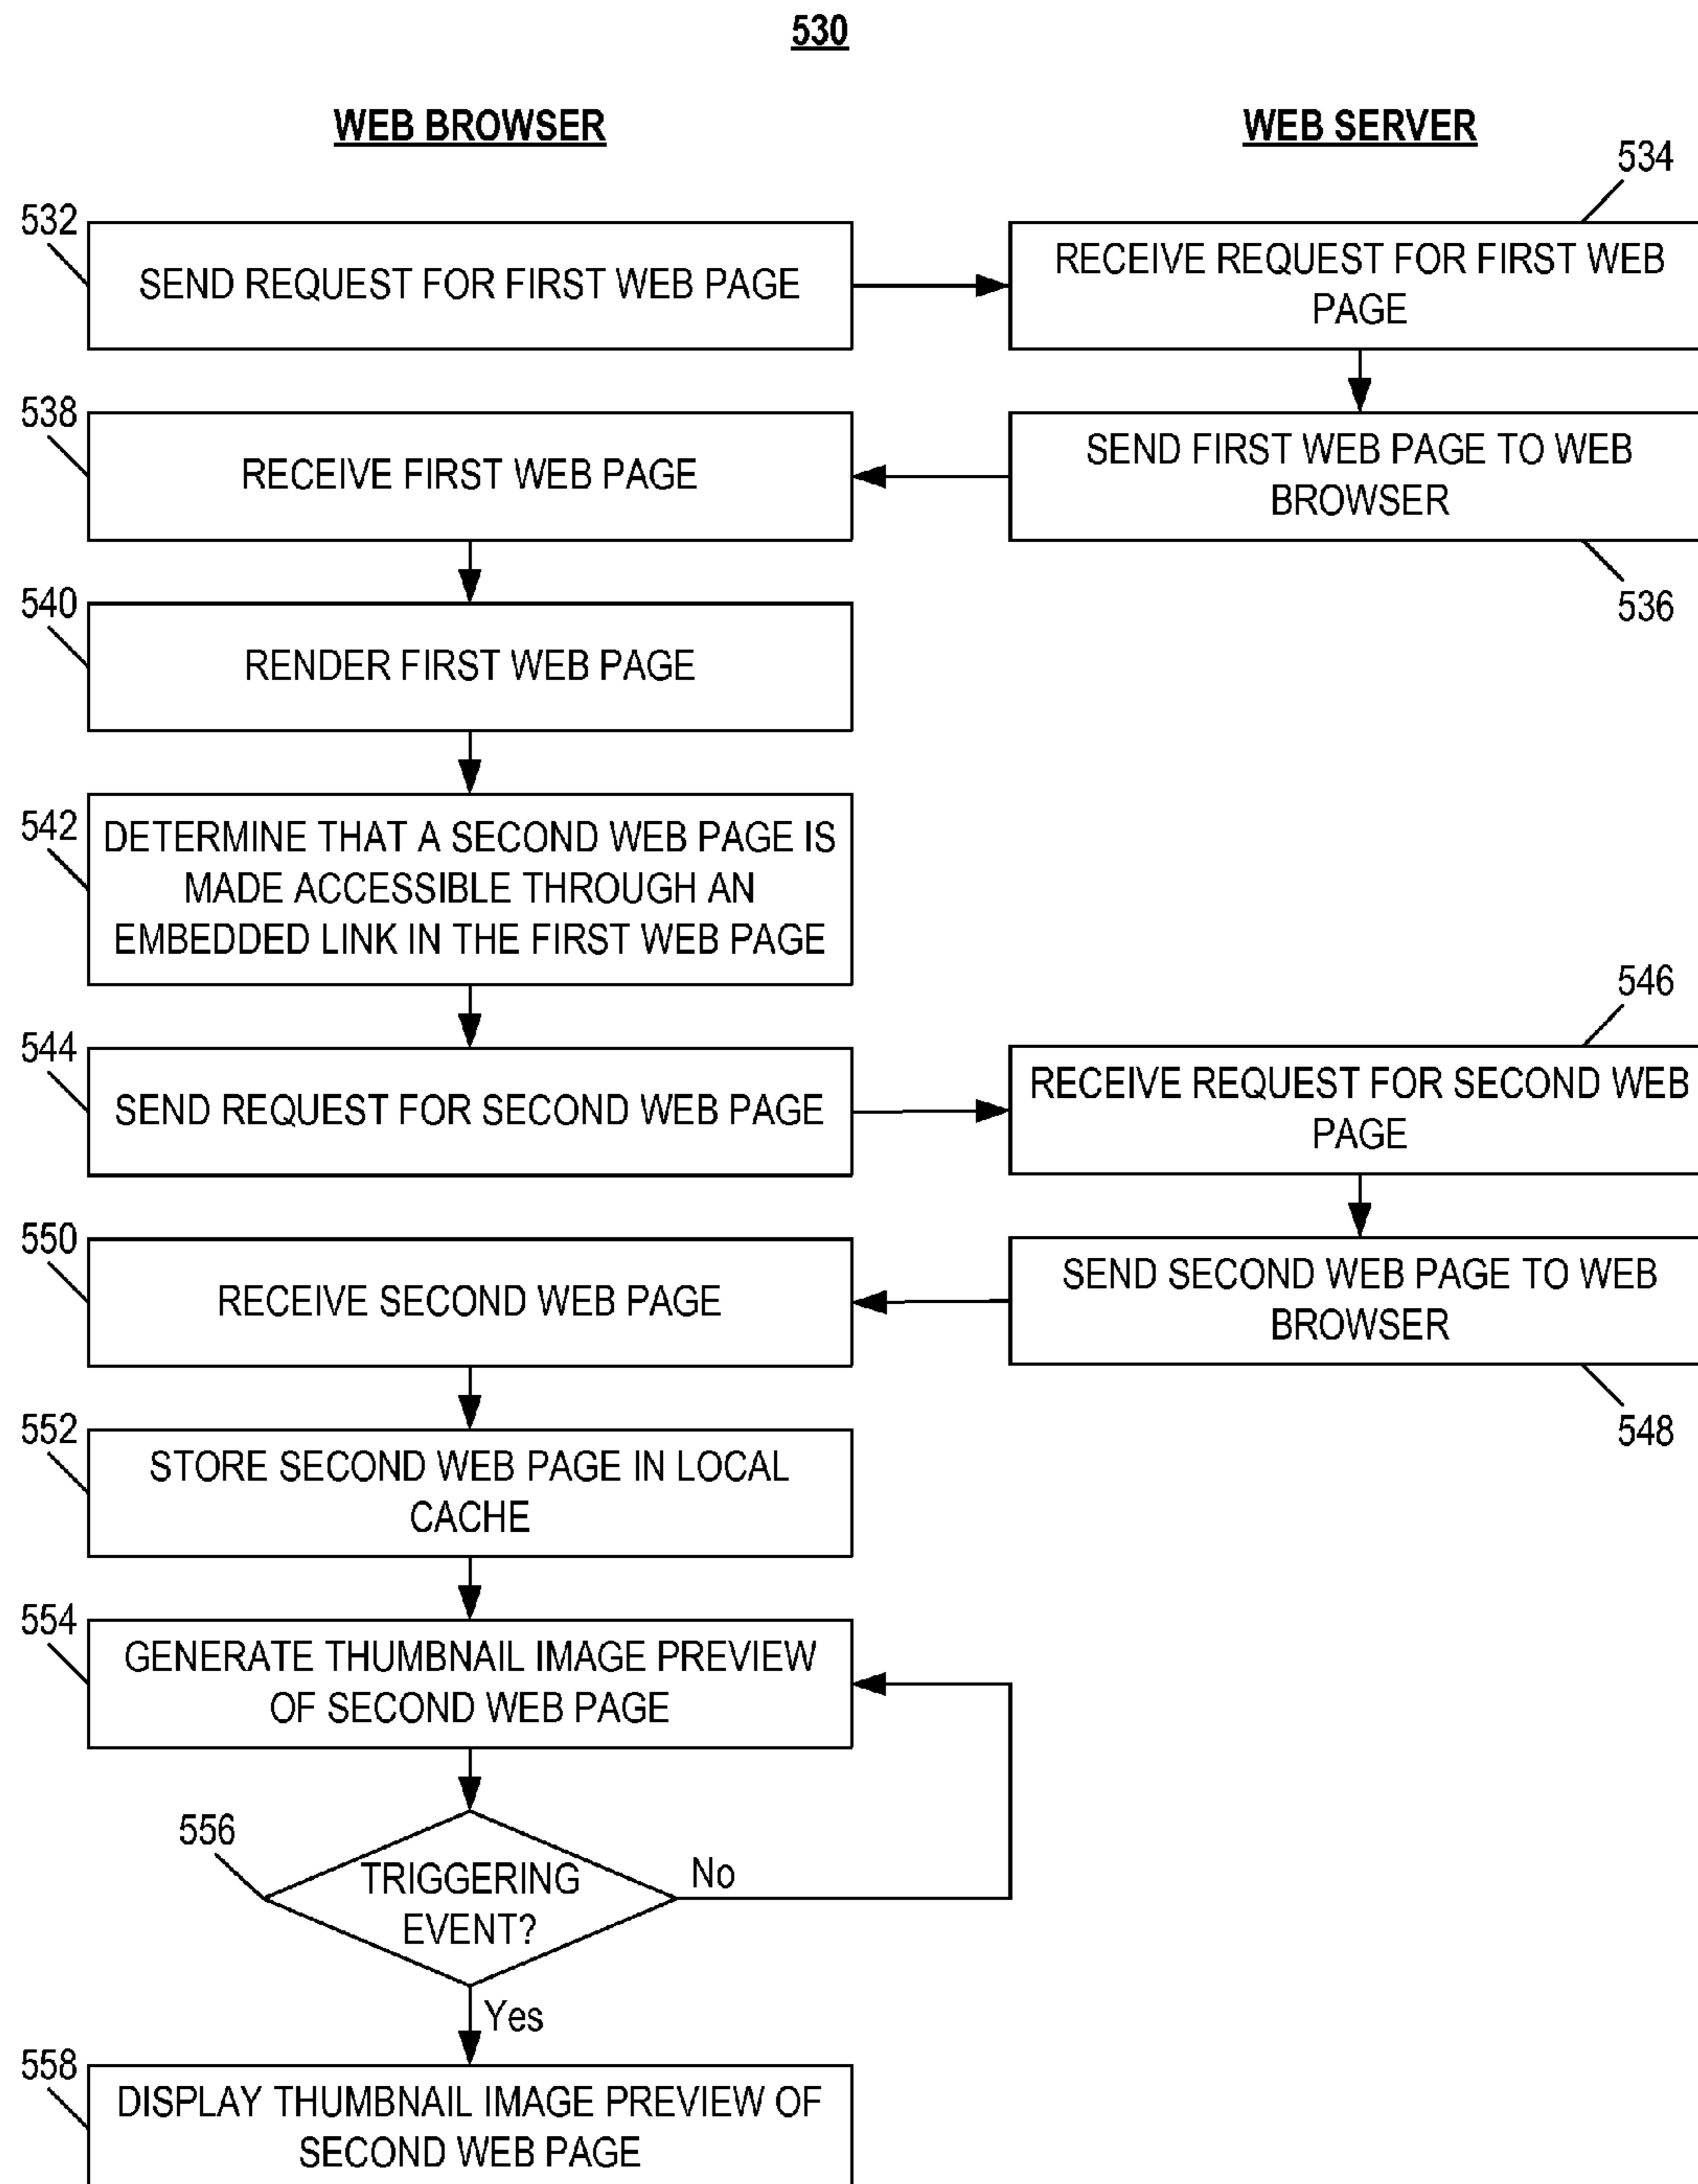 530
WEB BROWSER
WEB SERVER
532
SEND REQUEST FOR FIRST WEB PAGE
534
RECEIVE REQUEST FOR FIRST WEB
PAGE
538
RECEIVE FIRST WEB PAGE
SEND FIRST WEB PAGE TO WEB
BROWSER
536
540
RENDER FIRST WEB PAGE
542
DETERMINE THAT A SECOND WEB PAGE IS
MADE ACCESSIBLE THROUGH AN
EMBEDDED LINK IN THE FIRST WEB PAGE
544
SEND REQUEST FOR SECOND WEB PAGE
546
RECEIVE REQUEST FOR SECOND WEB
PAGE
550
RECEIVE SECOND WEB PAGE
SEND SECOND WEB PAGE TO WEB
BROWSER
548
552
STORE SECOND WEB PAGE IN LOCAL
CACHE
554
GENERATE THUMBNAIL IMAGE PREVIEW
OF SECOND WEB PAGE
556
TRIGGERING
EVENT?
No
Yes
558
DISPLAY THUMBNAIL IMAGE PREVIEW OF
SECOND WEB PAGE